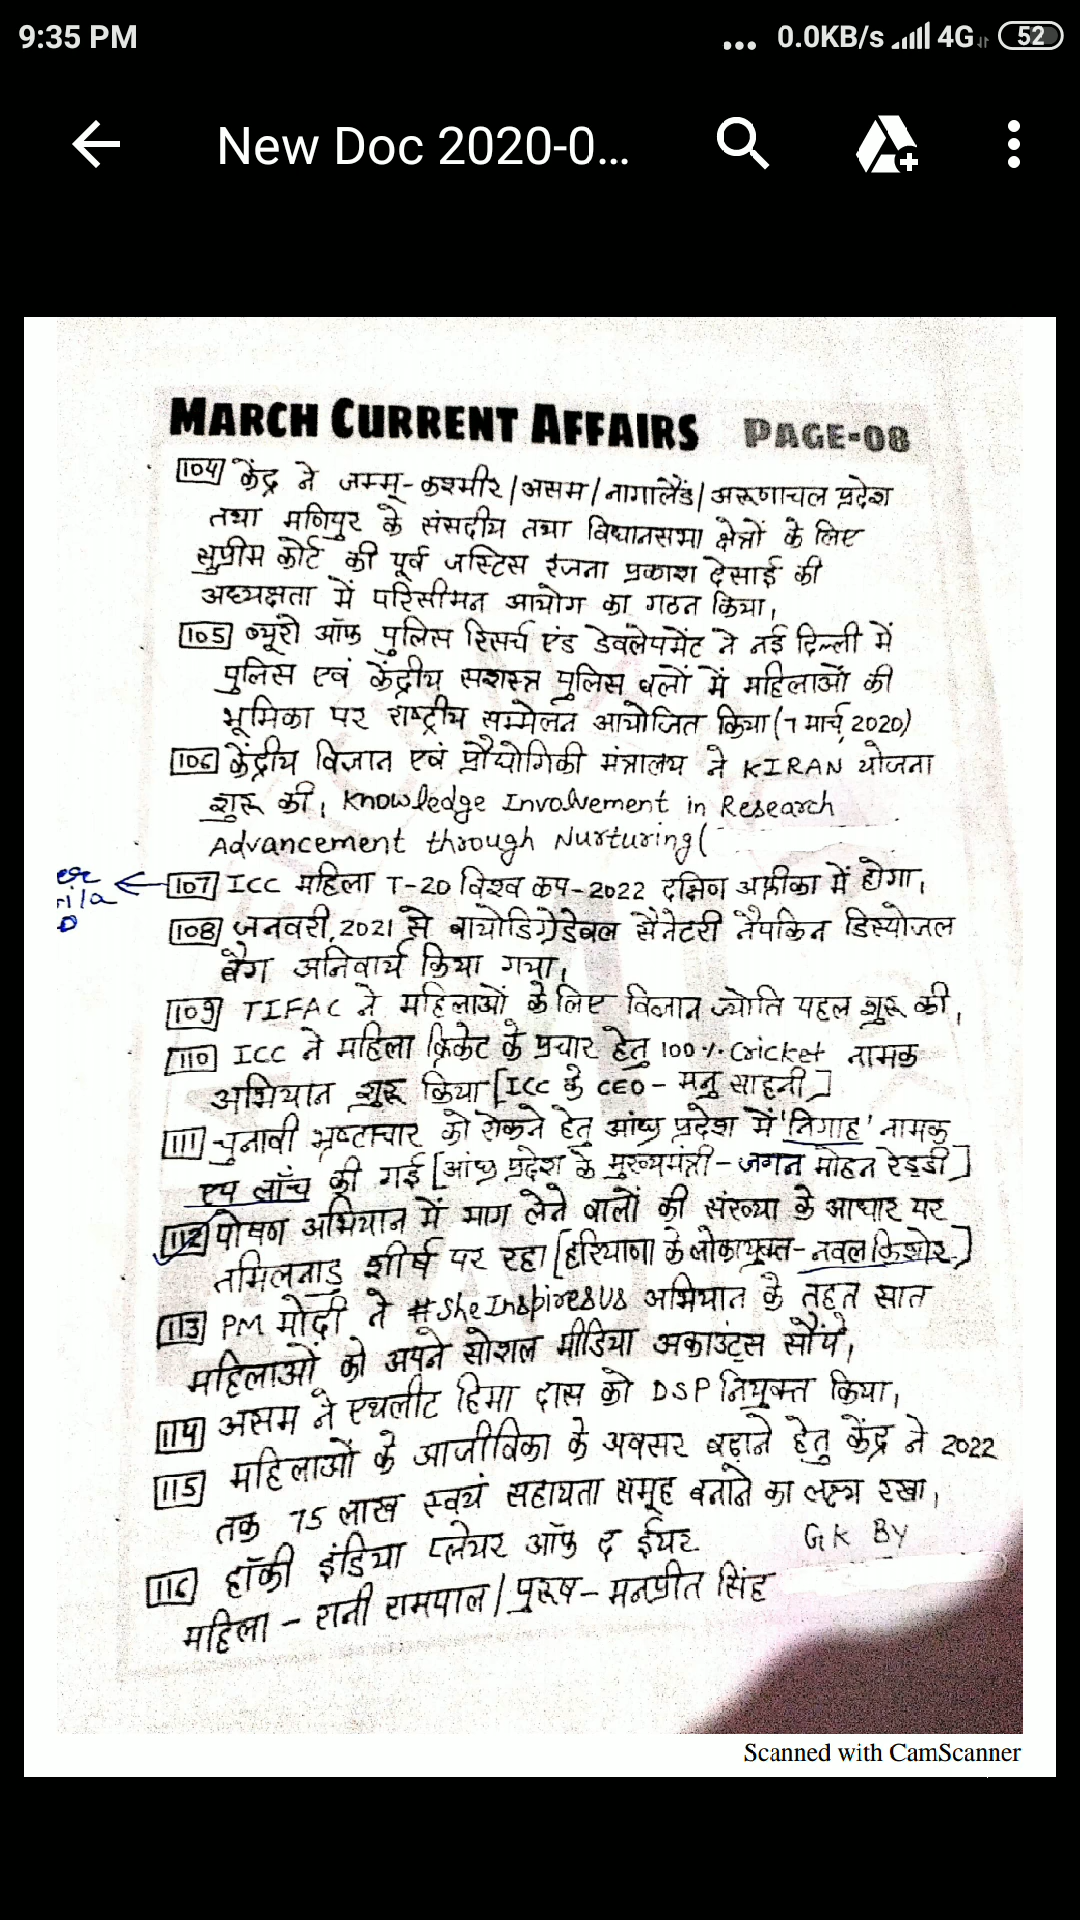 9:35 PM ... 0.0KB/s 4G 52
New Doc 2020-0...
MARCH CURRENT AFFAIRS PAGE-08
104 केंद्र ने जम्मू-कश्मीर/असम/नागालैंड/अरूणाचल प्रदेश
तथा मणिपुर के संसदीय तथा विधानसभा क्षेत्रों के लिए
सुप्रीम कोर्ट की पूर्व जस्टिस रंजना प्रकाश देसाई की
अध्यक्षता में परिसीमन आयोग का गठन किया।
105 ब्यूरो ऑफ पुलिस रिसर्च एंड डेवलेपमेंट ने नई दिल्ली में
पुलिस एवं केंद्रीय सशस्त्र पुलिस बलों में महिलाओं की
भूमिका पर राष्ट्रीय सम्मेलन आयोजित किया (7 मार्च, 2020)
106 केंद्रीय विज्ञान एवं प्रौद्योगिकी मंत्रालय ने KIRAN योजना
शुरू की। Knowledge Involvement in Research
Advancement through Nurturing (
107 ICC महिला T-20 विश्व कप-2022 दक्षिण अफ्रीका में होगा।
108 जनवरी, 2021 से बायोडिग्रेडेबल सैनेटरी नैपकिन डिस्पोजल
बैग अनिवार्य किया गया।
109 TIFAC ने महिलाओं के लिए विज्ञान ज्योति पहल शुरू की।
110 ICC ने महिला क्रिकेट के प्रचार हेतु 100% Cricket नामक
अभियान शुरू किया [ICC के CEO - मनु साहनी]
111 चुनावी भ्रष्टाचार को रोकने हेतु आंध्र प्रदेश में 'निगाह' नामक
एप लॉंच की गई [आंध्र प्रदेश के मुख्यमंत्री - जगन मोहन रेड्डी]
112 पोषण अभियान में भाग लेने वालों की संख्या के आधार पर
तमिलनाडु शीर्ष पर रहा [हरियाणा के लोकायुक्त - नवल किशोर]
113 PM मोदी ने #SheInspiresUs अभियान के तहत सात
महिलाओं को अपने सोशल मीडिया अकाउंट्स सौंपे।
114 असम ने एथलीट हिमा दास को DSP नियुक्त किया।
115 महिलाओं के आजीविका के अवसर बढ़ाने हेतु केंद्र ने 2022
तक 75 लाख स्वयं सहायता समूह बनाने का लक्ष्य रखा।
116 हॉकी इंडिया प्लेयर ऑफ द ईयर
महिला - रानी रामपाल / पुरूष - मनप्रीत सिंह
GK BY
Scanned with CamScanner